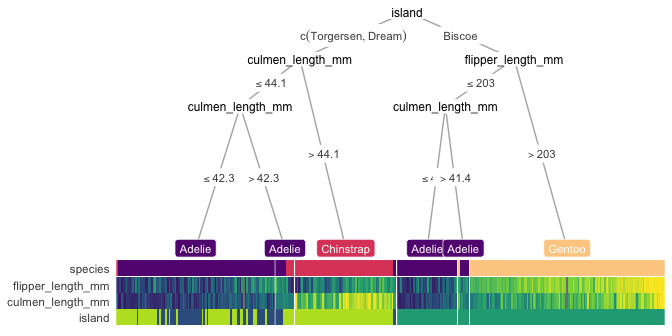 island
c(Torgersen, Dream) Biscoe
culmen_length_mm flipper_length_mm
≤ 44.1 ≤ 203
culmen_length_mm culmen_length_mm
> 44.1 > 203
≤ 42.3 > 42.3 ≤ > 41.4
Adelie Adelie Chinstrap Adelie Adelie Gentoo
species
flipper_length_mm
culmen_length_mm
island